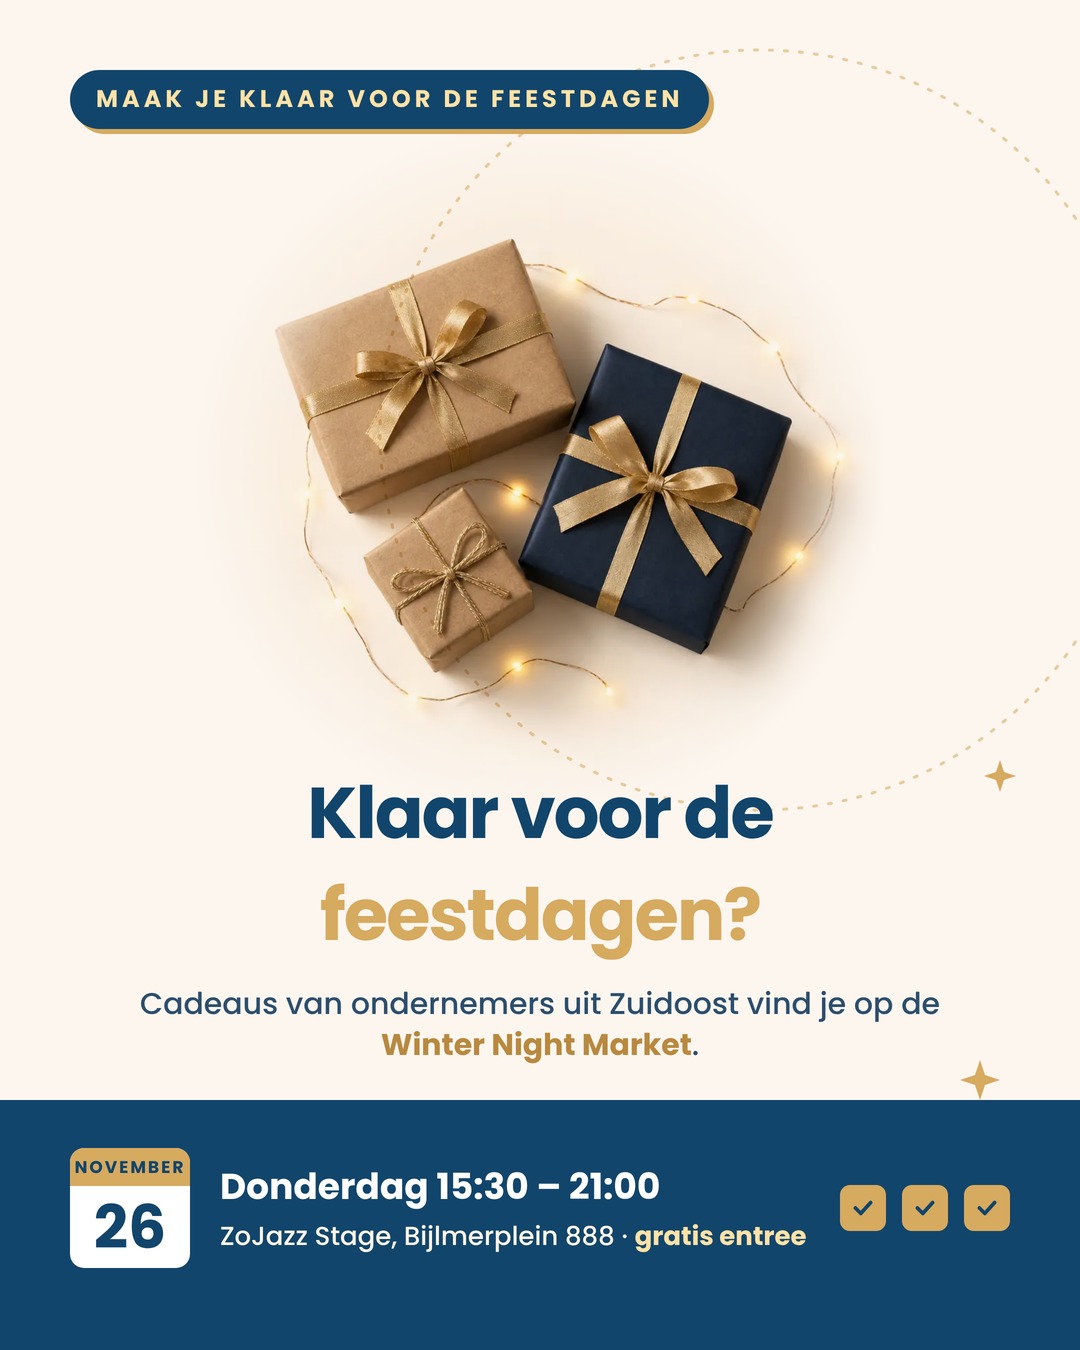 MAAK JE KLAAR VOOR DE FEESTDAGEN
Klaar voor de
feestdagen?
Cadeaus van ondernemers uit Zuidoost vind je op de
Winter Night Market.
NOVEMBER
26
Donderdag 15:30 – 21:00
ZoJazz Stage, Bijlmerplein 888 · gratis entree